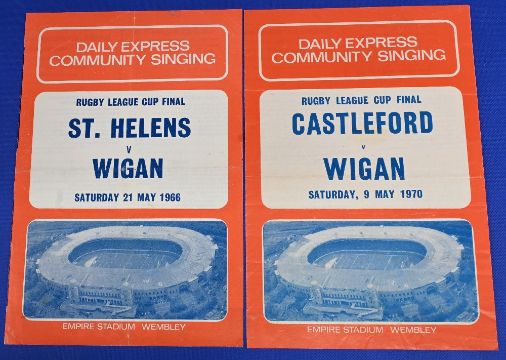 DAILY EXPRESS
COMMUNITY SINGING
RUGBY LEAGUE CUP FINAL
ST. HELENS
V
WIGAN
SATURDAY 21 MAY 1966
EMPIRE STADIUM WEMBLEY
DAILY EXPRESS
COMMUNITY SINGING
RUGBY LEAGUE CUP FINAL
CASTLEFORD
v
WIGAN
SATURDAY, 9 MAY 1970
EMPIRE STADIUM WEMBLEY